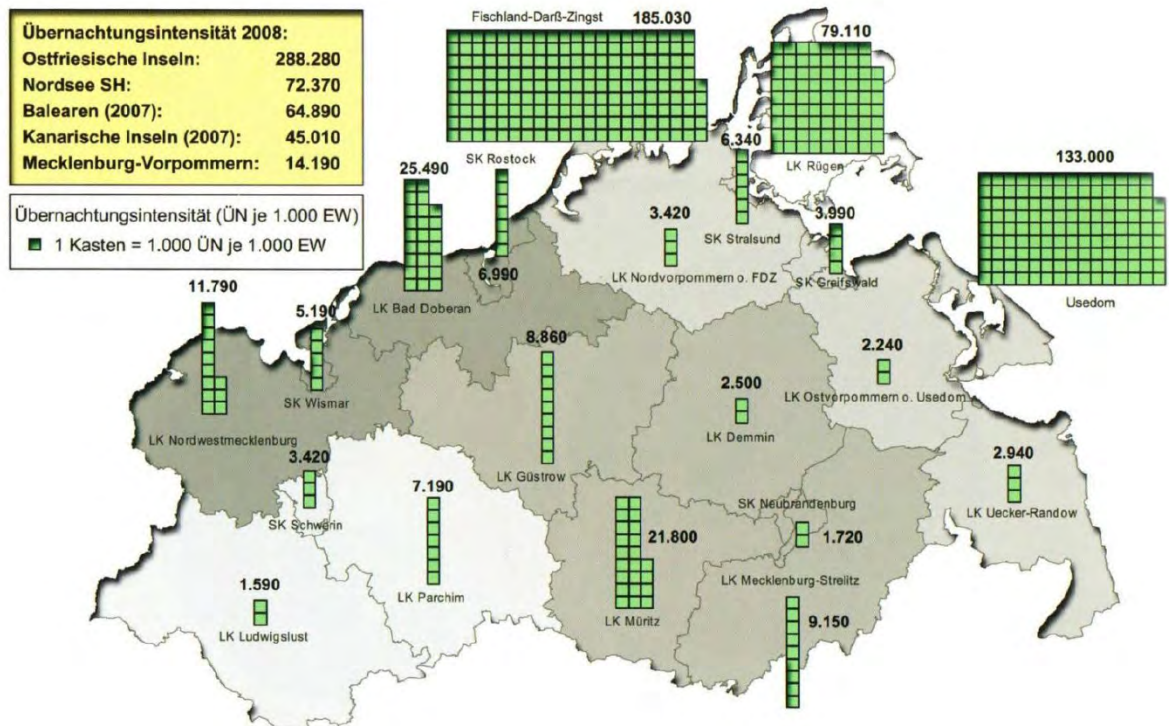 Übernachtungsintensität 2008:
Ostfriesische Inseln: 288.280
Nordsee SH: 72.370
Balearen (2007): 64.890
Kanarische Inseln (2007): 45.010
Mecklenburg-Vorpommern: 14.190
Übernachtungsintensität (ÜN je 1.000 EW)
1 Kasten = 1.000 ÜN je 1.000 EW
Fischland-Darß-Zingst 185.030
79.110
LK Rügen
133.000
Usedom
SK Rostock
6.990
25.490
LK Bad Doberan
6.340
SK Stralsund
3.420
LK Nordvorpommern o. FDZ
3.990
SK Greifswald
11.790
LK Nordwestmecklenburg
5.190
SK Wismar
8.860
LK Güstrow
2.500
LK Demmin
2.240
LK Ostvorpommern o. Usedom
3.420
SK Schwerin
7.190
LK Parchim
21.800
LK Müritz
SK Neubrandenburg
1.720
2.940
LK Uecker-Randow
LK Mecklenburg-Strelitz
9.150
1.590
LK Ludwigslust